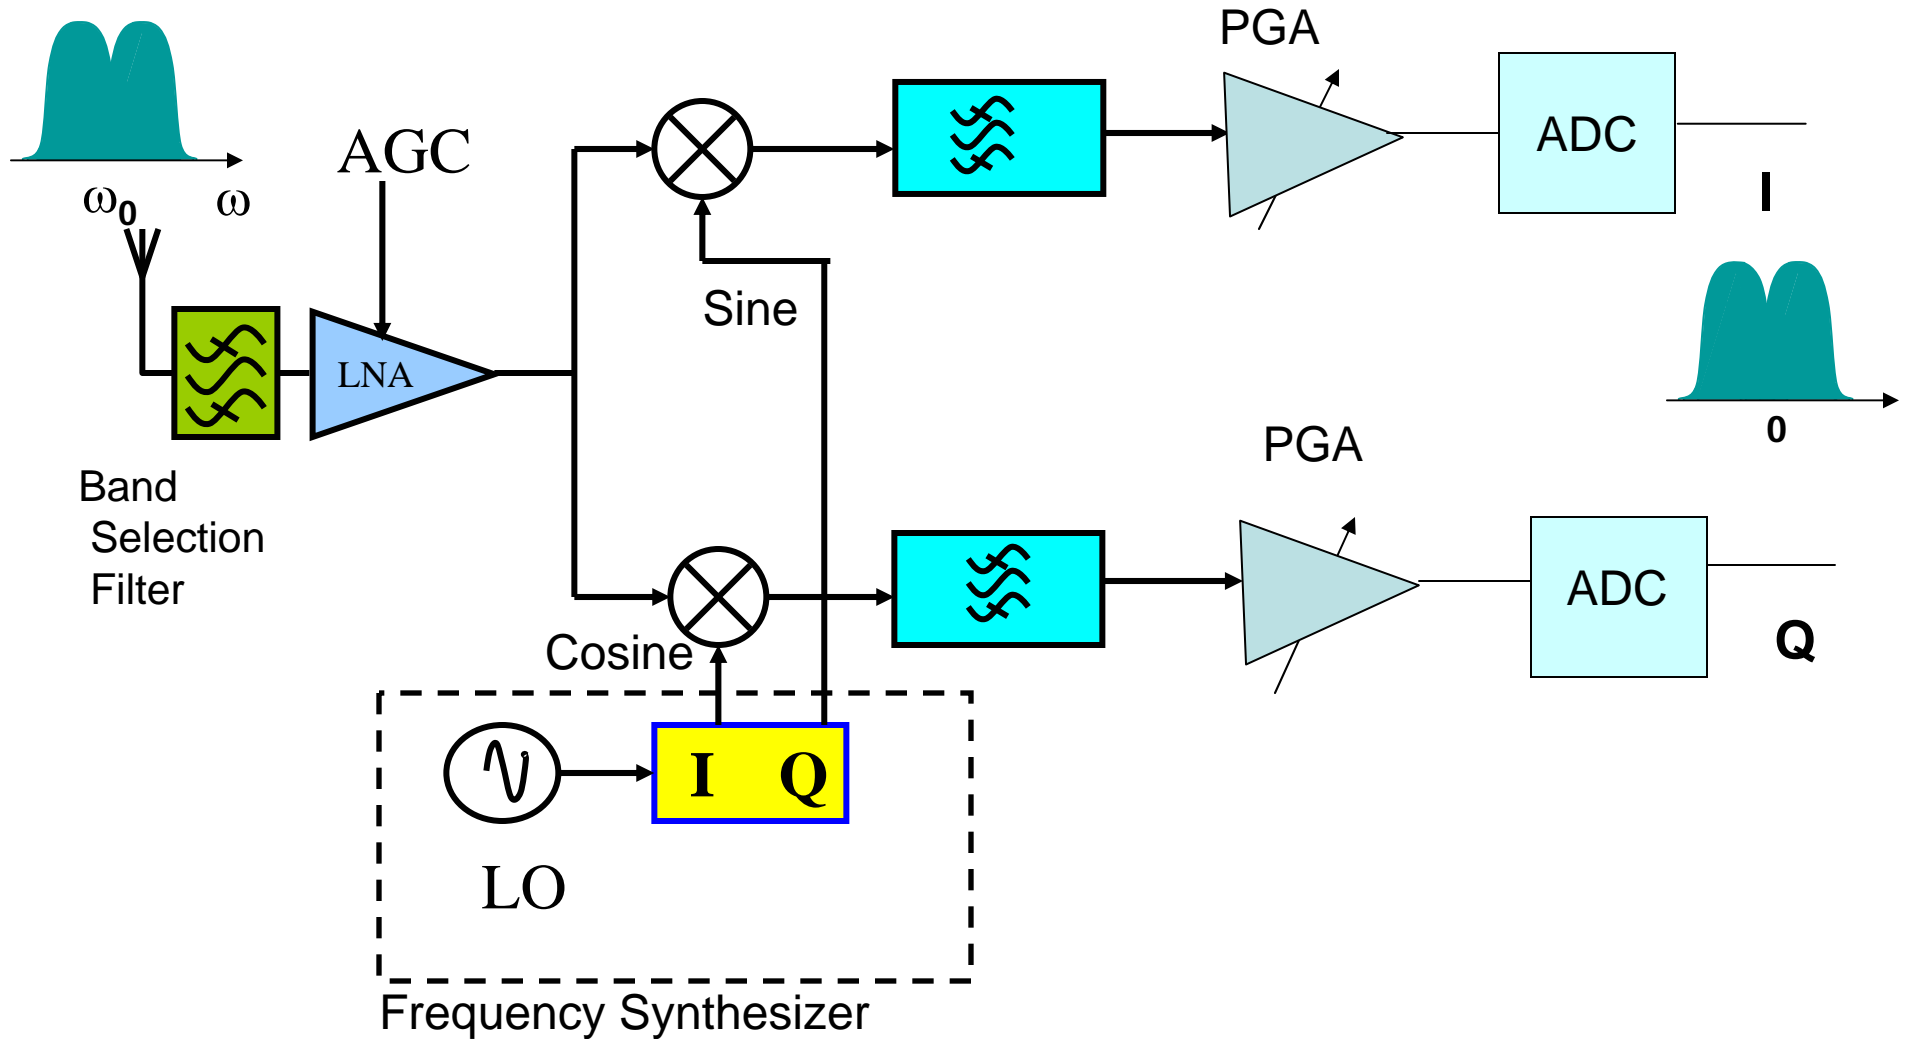 PGA
AGC
ADC
ω0
ω
I
Sine
LNA
0
PGA
Band
Selection
Filter
ADC
Cosine
Q
I Q
LO
Frequency Synthesizer